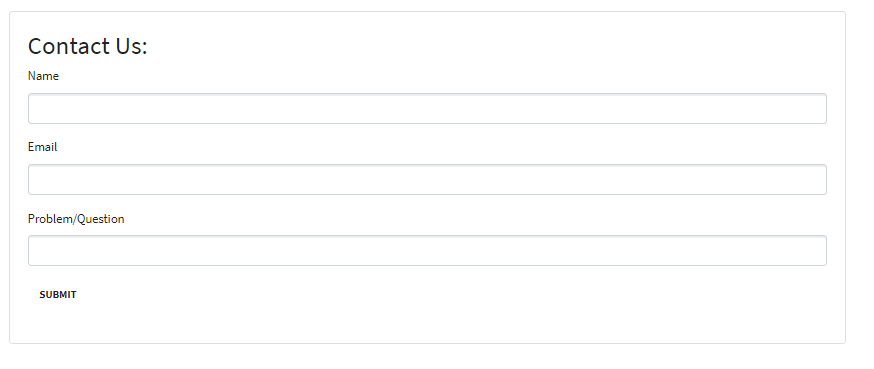 Contact Us:
Name
Email
Problem/Question
SUBMIT